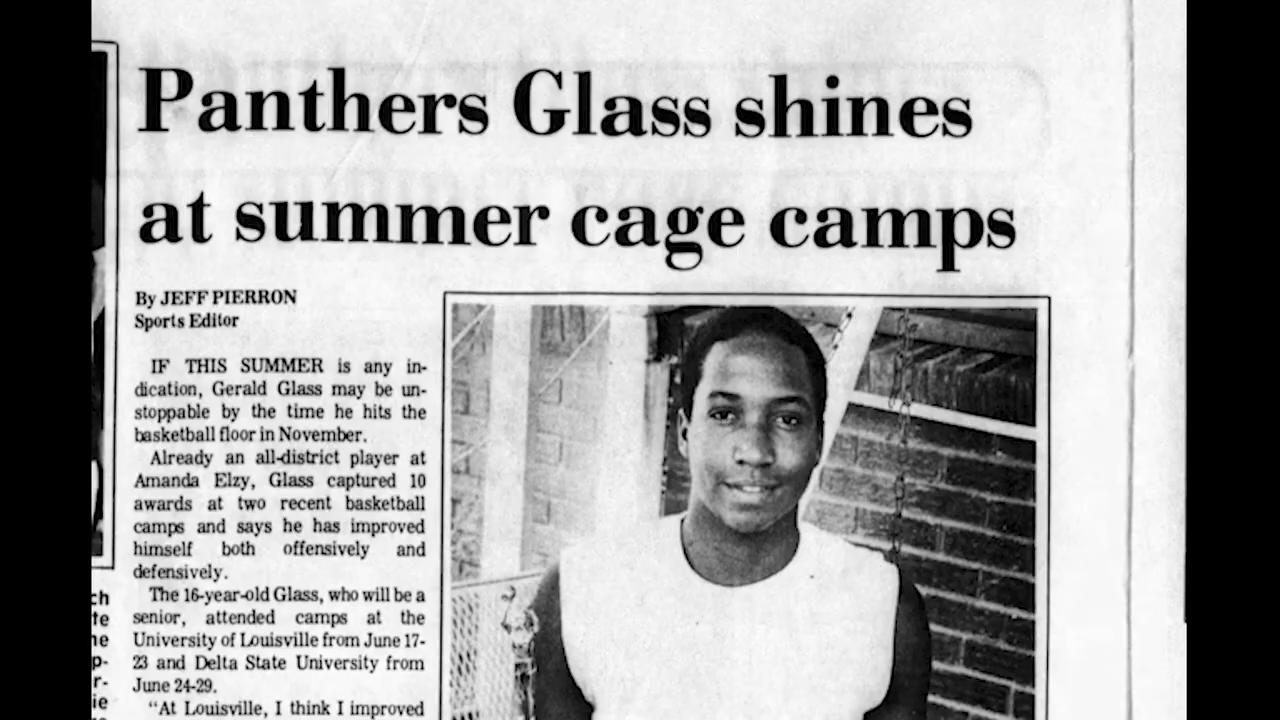 Panthers Glass shines
at summer cage camps
By JEFF PIERRON
Sports Editor
IF THIS SUMMER is any in-
dication, Gerald Glass may be un-
stoppable by the time he hits the
basketball floor in November.
Already an all-district player at
Amanda Elzy, Glass captured 10
awards at two recent basketball
camps and says he has improved
himself both offensively and
defensively.
The 16-year-old Glass, who will be a
senior, attended camps at the
University of Louisville from June 17-
23 and Delta State University from
June 24-29.
"At Louisville, I think I improved
ch
te
he
p-
r-
ie